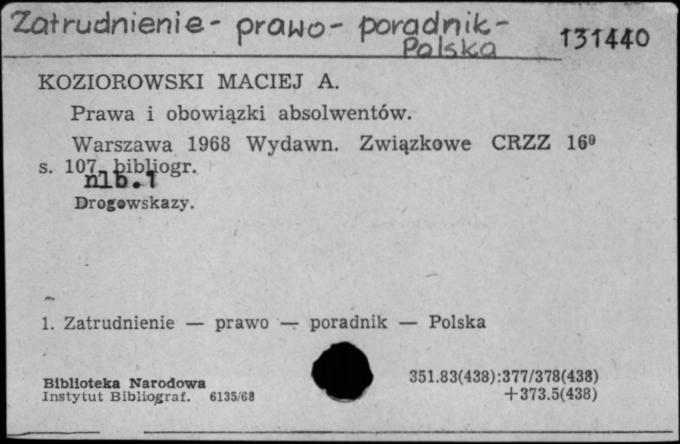 Zatrudnienie - prawo - poradnik -
Polska
131440
KOZIOROWSKI MACIEJ A.
Prawa i obowiązki absolwentów.
Warszawa 1968 Wydawn. Związkowe CRZZ 16⁰
s. 107, bibliogr.
nlb. 1
Drogowskazy.
1. Zatrudnienie — prawo — poradnik — Polska
Biblioteka Narodowa
Instytut Bibliograf. 6135/68
351.83(438):377/378(438)
+373.5(438)